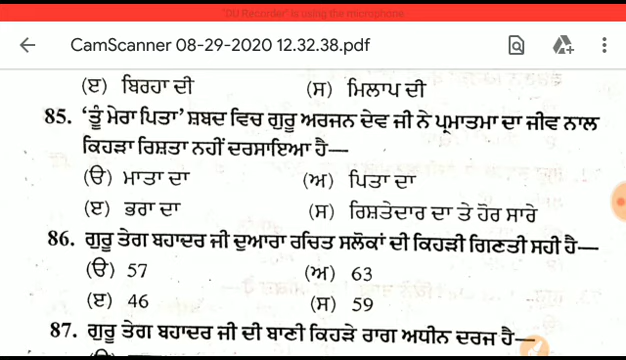 "DU Recorder" is using the microphone.
CamScanner 08-29-2020 12.32.38.pdf
(ੲ) ਬਿਰਹਾ ਦੀ (ਸ) ਮਿਲਾਪ ਦੀ
85. ‘ਤੂੰ ਮੇਰਾ ਪਿਤਾ’ ਸ਼ਬਦ ਵਿਚ ਗੁਰੂ ਅਰਜਨ ਦੇਵ ਜੀ ਨੇ ਪ੍ਰਮਾਤਮਾ ਦਾ ਜੀਵ ਨਾਲ
ਕਿਹੜਾ ਰਿਸ਼ਤਾ ਨਹੀਂ ਦਰਸਾਇਆ ਹੈ—
(ੳ) ਮਾਤਾ ਦਾ (ਅ) ਪਿਤਾ ਦਾ
(ੲ) ਭਰਾ ਦਾ (ਸ) ਰਿਸ਼ਤੇਦਾਰ ਦਾ ਤੇ ਹੋਰ ਸਾਰੇ
86. ਗੁਰੂ ਤੇਗ ਬਹਾਦਰ ਜੀ ਦੁਆਰਾ ਰਚਿਤ ਸਲੋਕਾਂ ਦੀ ਕਿਹੜੀ ਗਿਣਤੀ ਸਹੀ ਹੈ—
(ੳ) 57 (ਅ) 63
(ੲ) 46 (ਸ) 59
87. ਗੁਰੂ ਤੇਗ ਬਹਾਦਰ ਜੀ ਦੀ ਬਾਣੀ ਕਿਹੜੇ ਰਾਗ ਅਧੀਨ ਦਰਜ ਹੈ—